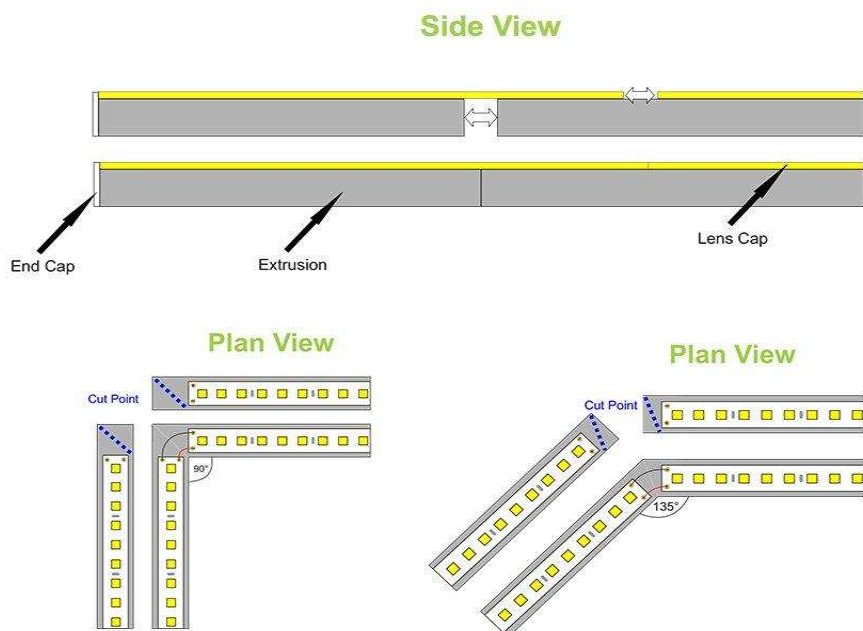 Side View
Lens Cap
End Cap
Extrusion
Plan View
Plan View
Cut Point
Cut Point
90°
135°